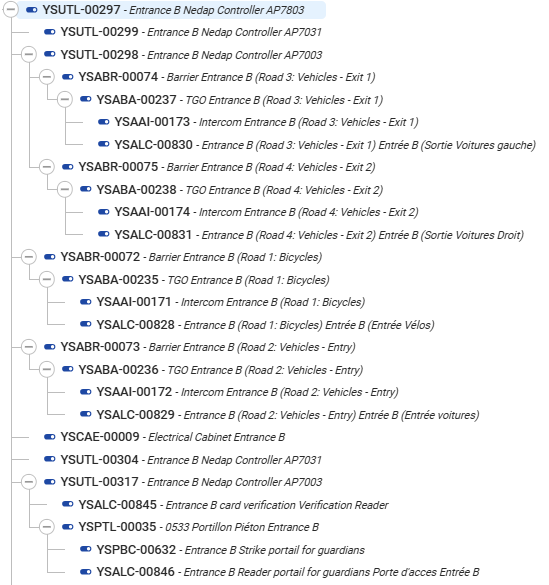 YSUTL-00297 - Entrance B Nedap Controller AP7803
YSUTL-00299 - Entrance B Nedap Controller AP7031
YSUTL-00298 - Entrance B Nedap Controller AP7003
YSABR-00074 - Barrier Entrance B (Road 3: Vehicles - Exit 1)
YSABA-00237 - TGO Entrance B (Road 3: Vehicles - Exit 1)
YSAAI-00173 - Intercom Entrance B (Road 3: Vehicles - Exit 1)
YSALC-00830 - Entrance B (Road 3: Vehicles - Exit 1) Entrée B (Sortie Voitures gauche)
YSABR-00075 - Barrier Entrance B (Road 4: Vehicles - Exit 2)
YSABA-00238 - TGO Entrance B (Road 4: Vehicles - Exit 2)
YSAAI-00174 - Intercom Entrance B (Road 4: Vehicles - Exit 2)
YSALC-00831 - Entrance B (Road 4: Vehicles - Exit 2) Entrée B (Sortie Voitures Droit)
YSABR-00072 - Barrier Entrance B (Road 1: Bicycles)
YSABA-00235 - TGO Entrance B (Road 1: Bicycles)
YSAAI-00171 - Intercom Entrance B (Road 1: Bicycles)
YSALC-00828 - Entrance B (Road 1: Bicycles) Entrée B (Entrée Vélos)
YSABR-00073 - Barrier Entrance B (Road 2: Vehicles - Entry)
YSABA-00236 - TGO Entrance B (Road 2: Vehicles - Entry)
YSAAI-00172 - Intercom Entrance B (Road 2: Vehicles - Entry)
YSALC-00829 - Entrance B (Road 2: Vehicles - Entry) Entrée B (Entrée voitures)
YSCAE-00009 - Electrical Cabinet Entrance B
YSUTL-00304 - Entrance B Nedap Controller AP7031
YSUTL-00317 - Entrance B Nedap Controller AP7003
YSALC-00845 - Entrance B card verification Verification Reader
YSPTL-00035 - 0533 Portillon Piéton Entrance B
YSPBC-00632 - Entrance B Strike portail for guardians
YSALC-00846 - Entrance B Reader portail for guardians Porte d'acces Entrée B